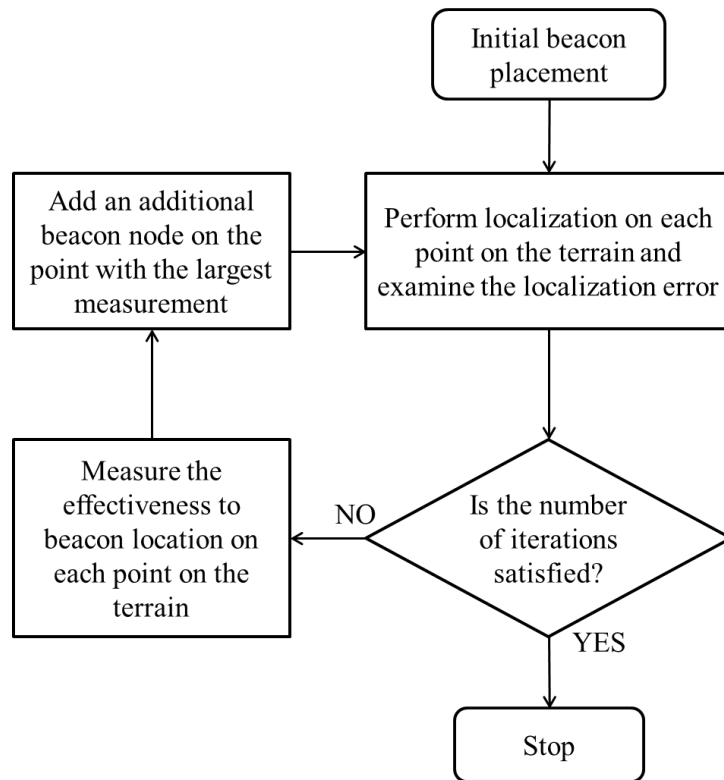 Initial beacon
placement
Add an additional
beacon node on the
point with the largest
measurement
Perform localization on each
point on the terrain and
examine the localization error
Measure the
effectiveness to
beacon location on
each point on the
terrain
NO
Is the number
of iterations
satisfied?
YES
Stop